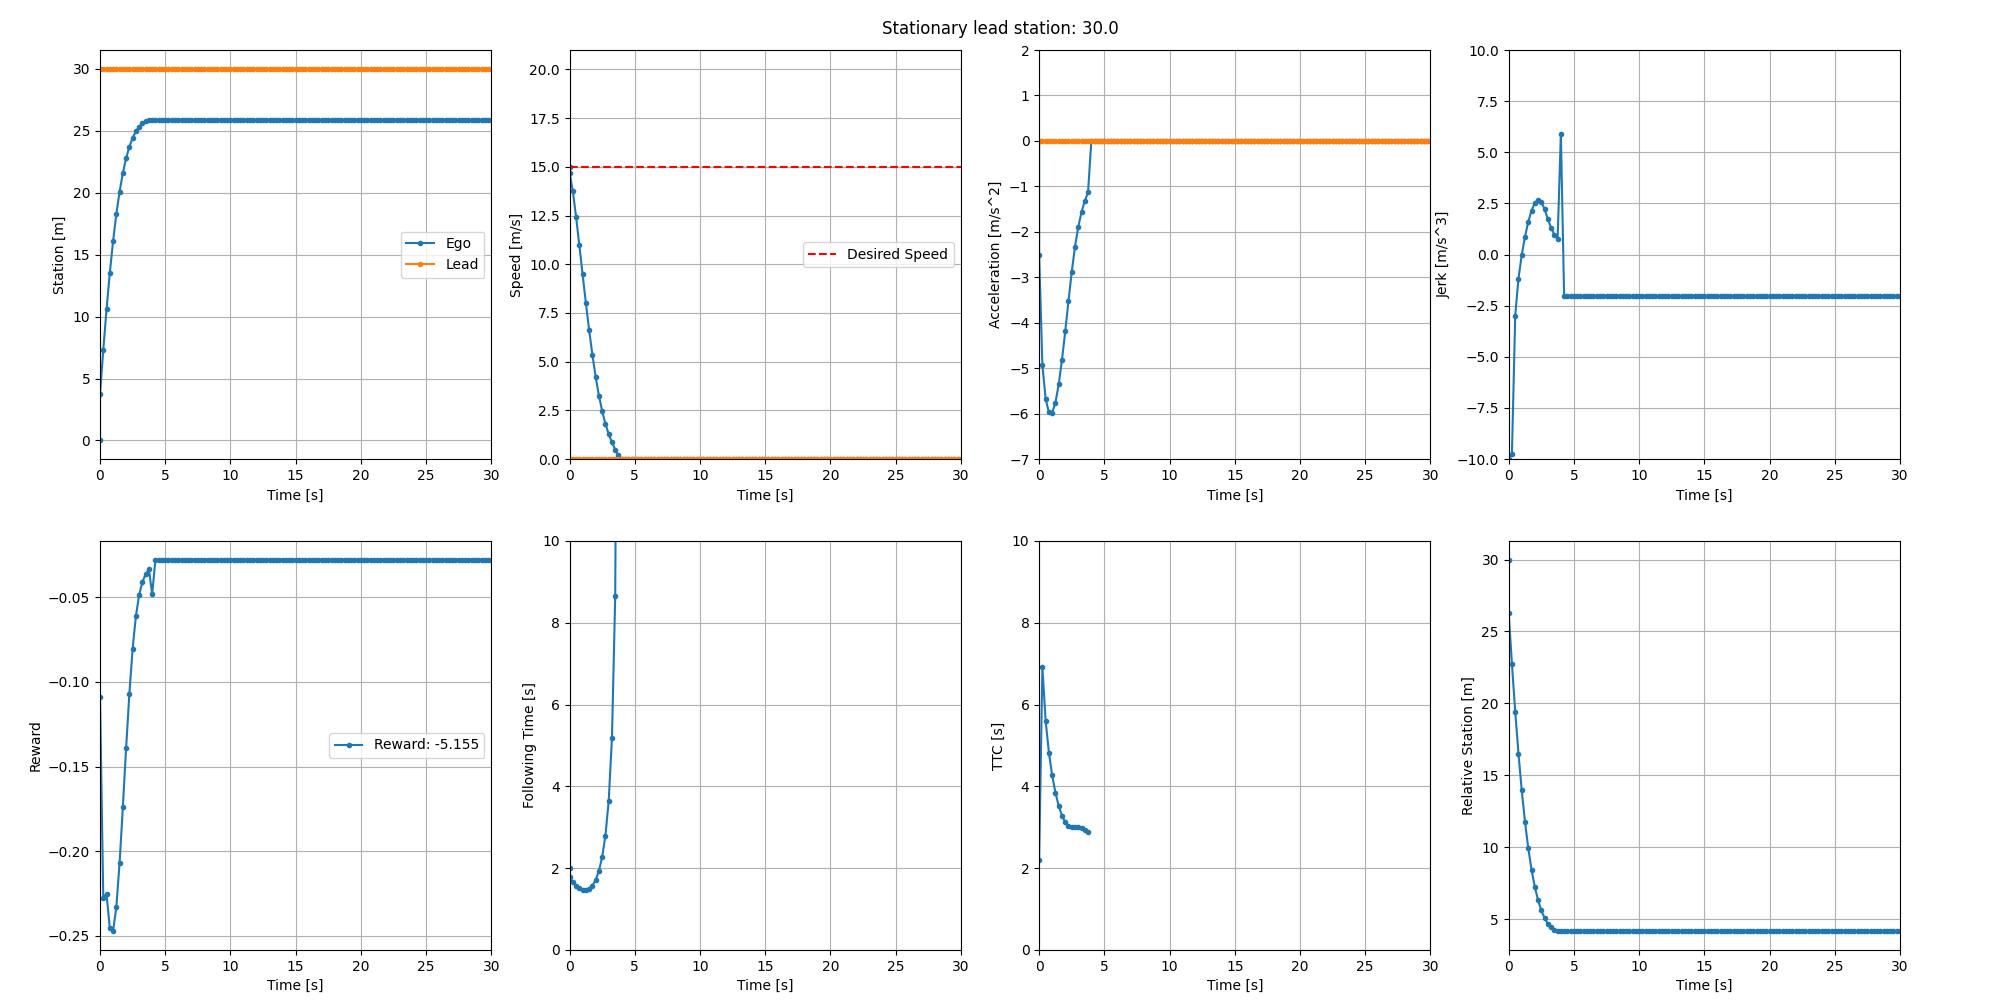 Stationary lead station: 30.0
Station [m]
30
25
20
15
10
5
0
Ego
Lead
0 5 10 15 20 25 30
Time [s]
Speed [m/s]
20.0
17.5
15.0
12.5
10.0
7.5
5.0
2.5
0.0
Desired Speed
0 5 10 15 20 25 30
Time [s]
Acceleration [m/s^2]
2
1
0
−1
−2
−3
−4
−5
−6
−7
0 5 10 15 20 25 30
Time [s]
Jerk [m/s^3]
10.0
7.5
5.0
2.5
0.0
−2.5
−5.0
−7.5
−10.0
0 5 10 15 20 25 30
Time [s]
Reward
−0.05
−0.10
−0.15
−0.20
−0.25
Reward: -5.155
0 5 10 15 20 25 30
Time [s]
Following Time [s]
10
8
6
4
2
0
0 5 10 15 20 25 30
Time [s]
TTC [s]
10
8
6
4
2
0
0 5 10 15 20 25 30
Time [s]
Relative Station [m]
30
25
20
15
10
5
0 5 10 15 20 25 30
Time [s]